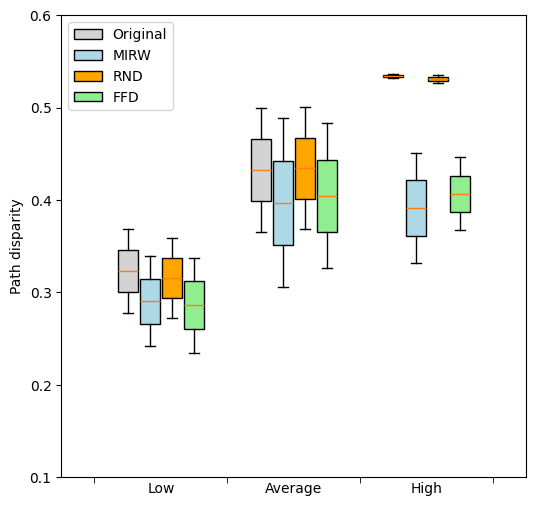 0.6
Original
MIRW
RND
FFD
0.5
0.4
Path disparity
0.3
0.2
0.1
Low Average High